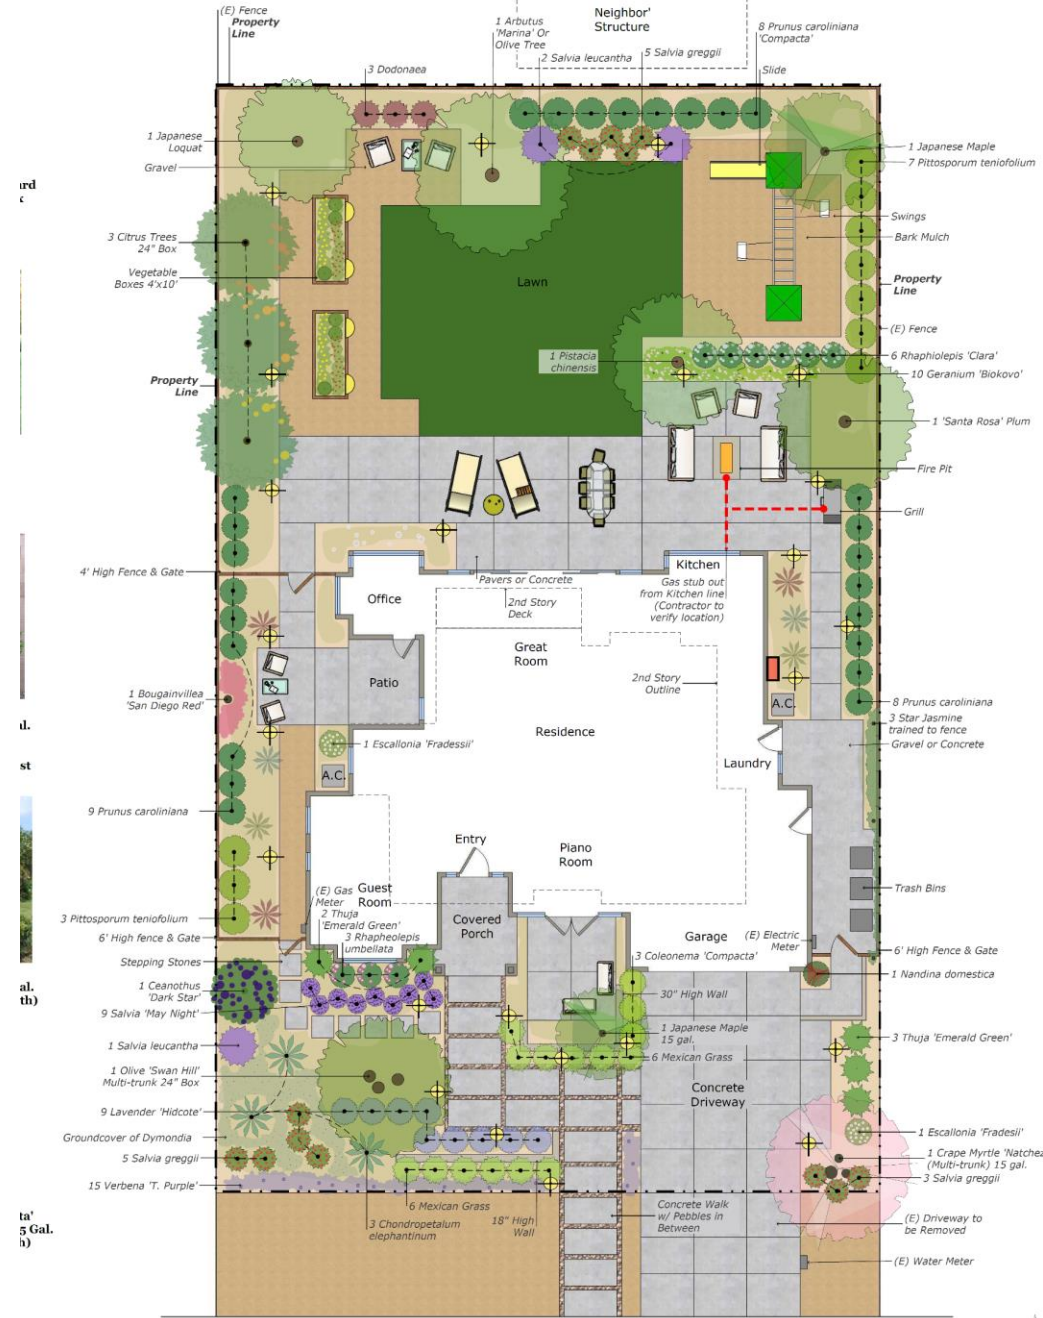 (E) Fence
Property
Line
1 Arbutus
'Marina' Or
Olive Tree
Neighbor'
Structure
8 Prunus caroliniana
'Compacta'
2 Salvia leucantha
5 Salvia greggii
3 Dodonaea
Slide
1 Japanese
Loquat
Gravel
1 Japanese Maple
7 Pittosporum teniofolium
ard
3 Citrus Trees
24" Box
Swings
Bark Mulch
Vegetable
Boxes 4'x10'
Lawn
Property
Line
(E) Fence
1 Pistacia
chinensis
6 Rhaphiolepis 'Clara'
10 Geranium 'Biokovo'
Property
Line
1 'Santa Rosa' Plum
Fire Pit
Grill
4' High Fence & Gate
Pavers or Concrete
Kitchen
Gas stub out
from Kitchen line
(Contractor to
verify location)
Office
2nd Story
Deck
Great
Room
2nd Story
Outline
Patio
1 Bougainvillea
'San Diego Red'
A.C.
8 Prunus caroliniana
3 Star Jasmine
trained to fence
Gravel or Concrete
al.
Residence
1 Escallonia 'Fradessii'
st
A.C.
Laundry
9 Prunus caroliniana
Entry
Piano
Room
Guest
Room
(E) Gas
Meter
2 Thuja
'Emerald Green'
Trash Bins
3 Pittosporum teniofolium
Covered
Porch
6' High fence & Gate
3 Rhapheolepis
umbellata
Garage
(E) Electric
Meter
6' High Fence & Gate
Stepping Stones
3 Coleonema 'Compacta'
1 Nandina domestica
al.
th)
1 Ceanothus
'Dark Star'
30" High Wall
9 Salvia 'May Night'
1 Japanese Maple
15 gal.
3 Thuja 'Emerald Green'
1 Salvia leucantha
6 Mexican Grass
1 Olive 'Swan Hill'
Multi-trunk 24" Box
Concrete
Driveway
9 Lavender 'Hidcote'
1 Escallonia 'Fradesii'
Groundcover of Dymondia
1 Crape Myrtle 'Natchez
(Multi-trunk) 15 gal.
5 Salvia greggii
3 Salvia greggii
15 Verbena 'T. Purple'
6 Mexican Grass
18" High
Wall
Concrete Walk
w/ Pebbles in
Between
3 Chondropetalum
elephantinum
(E) Driveway to
be Removed
ta'
5 Gal.
h)
(E) Water Meter